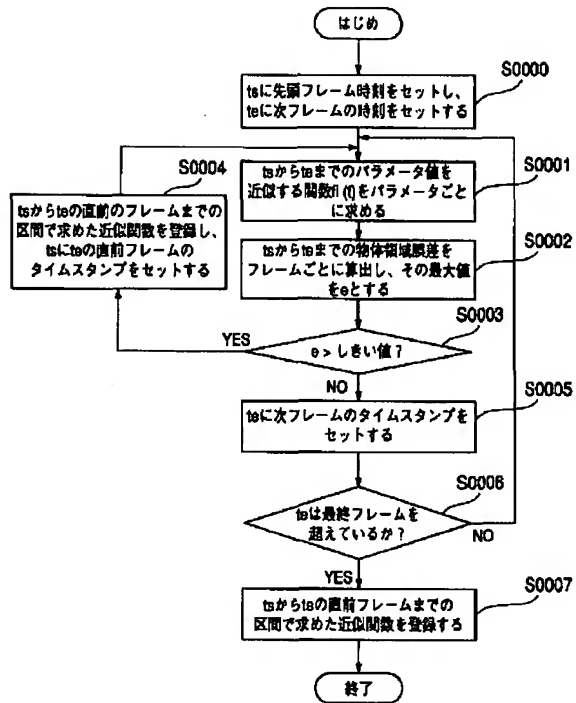 はじめ
S0000
tsに先頭フレーム時刻をセットし、
teに次フレームの時刻をセットする
S0001
tsからteまでのパラメータ値を
近似する関数fi (t)をパラメータごと
に求める
S0004
tsからteの直前のフレームまでの
区間で求めた近似関数を登録し、
tsにteの直前フレームの
タイムスタンプをセットする
S0002
tsからteまでの物体領域誤差を
フレームごとに算出し、その最大値
をeとする
S0003
e > しきい値？
YES
NO
S0005
teに次フレームのタイムスタンプを
セットする
S0006
teは最終フレームを
超えているか？
NO
YES
S0007
tsからteの直前フレームまでの
区間で求めた近似関数を登録する
終了